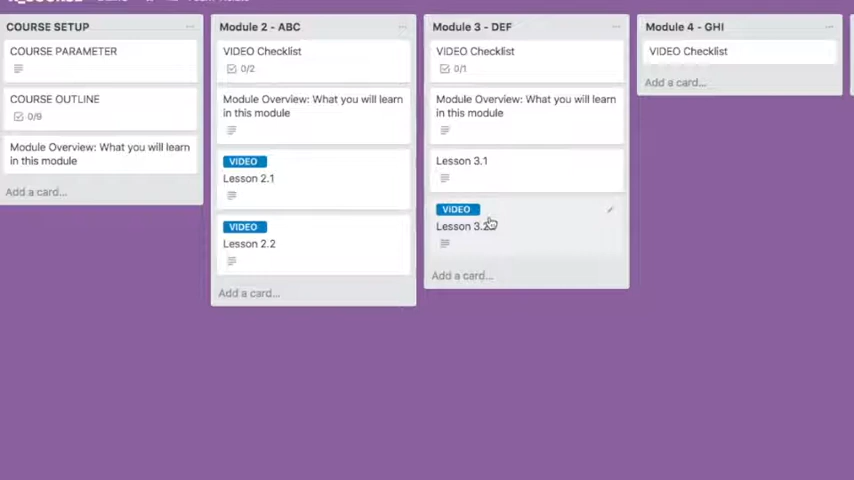 COURSE SETUP
COURSE PARAMETER
COURSE OUTLINE
0/9
Module Overview: What you will learn
in this module
Add a card...
Module 2 - ABC
VIDEO Checklist
0/2
Module Overview: What you will learn
in this module
VIDEO
Lesson 2.1
VIDEO
Lesson 2.2
Add a card...
Module 3 - DEF
VIDEO Checklist
0/1
Module Overview: What you will learn
in this module
Lesson 3.1
VIDEO
Lesson 3.2
Add a card...
Module 4 - GHI
VIDEO Checklist
Add a card...